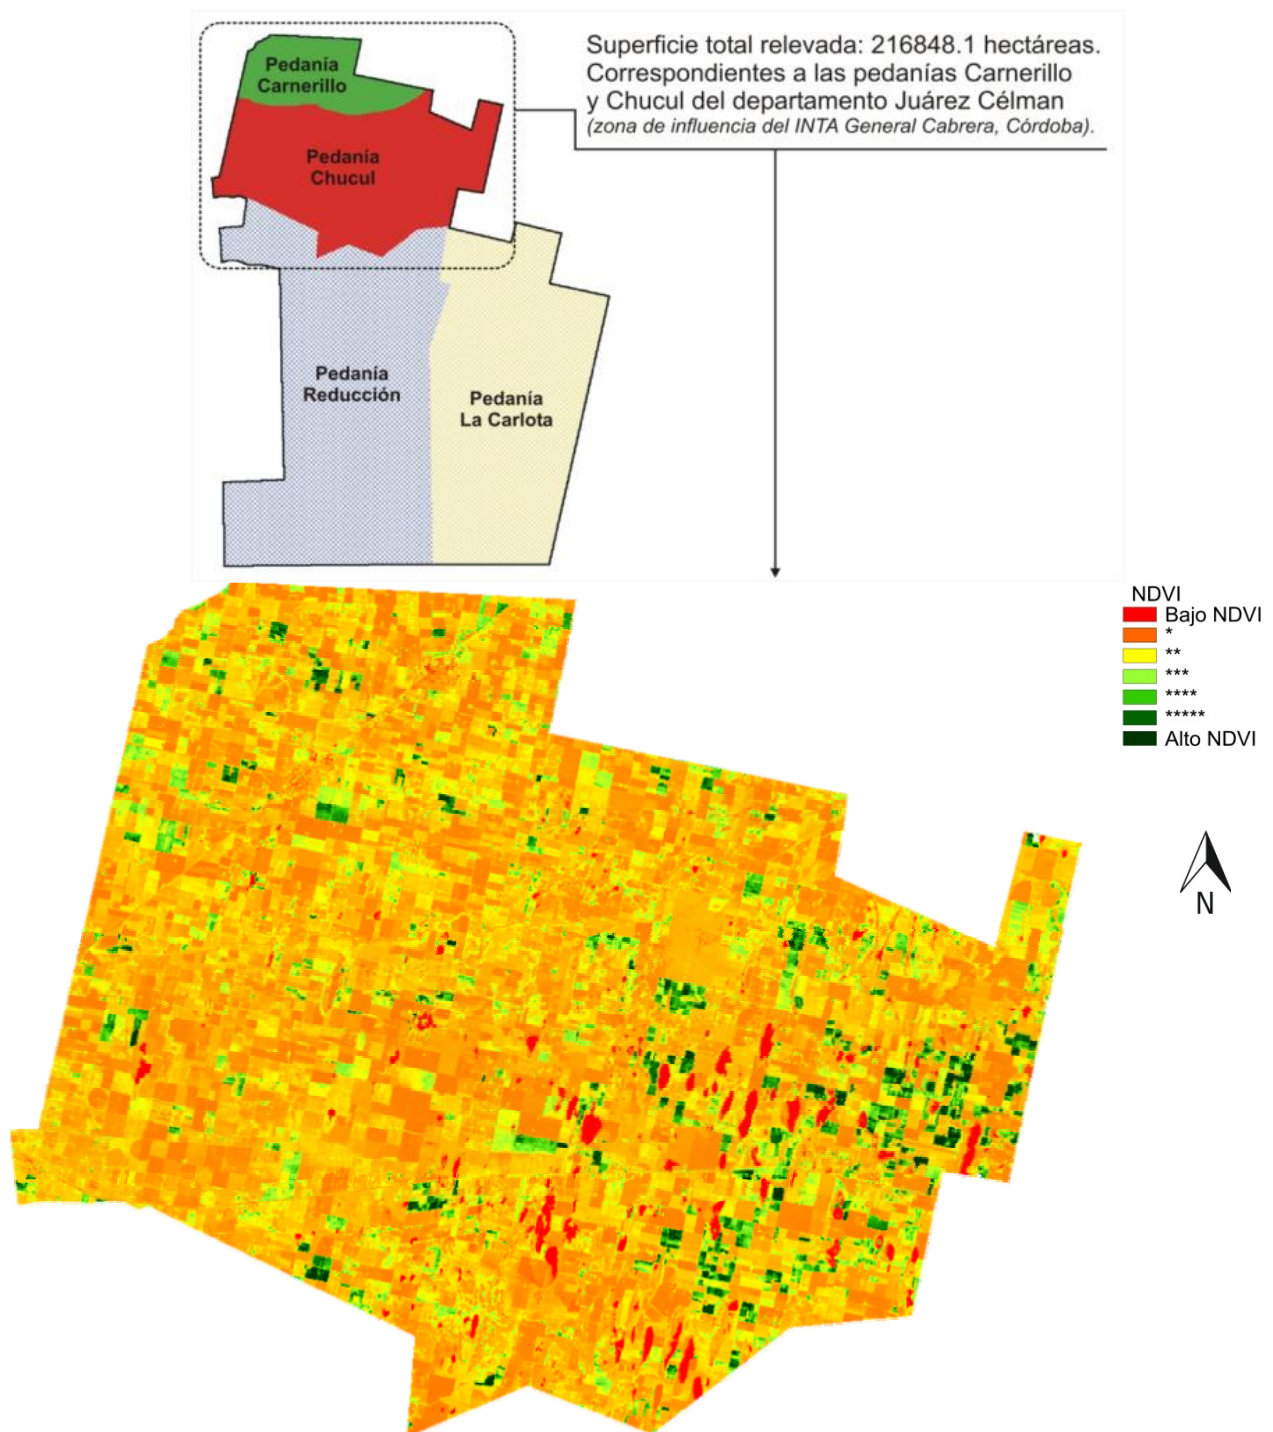 Pedanía
Carnerillo
Pedanía
Chucul
Pedanía
Reducción
Pedanía
La Carlota
Superficie total relevada: 216848.1 hectáreas.
Correspondientes a las pedanías Carnerillo
y Chucul del departamento Juárez Célman
(zona de influencia del INTA General Cabrera, Córdoba).
NDVI
Bajo NDVI
*
**
***
****
*****
Alto NDVI
N